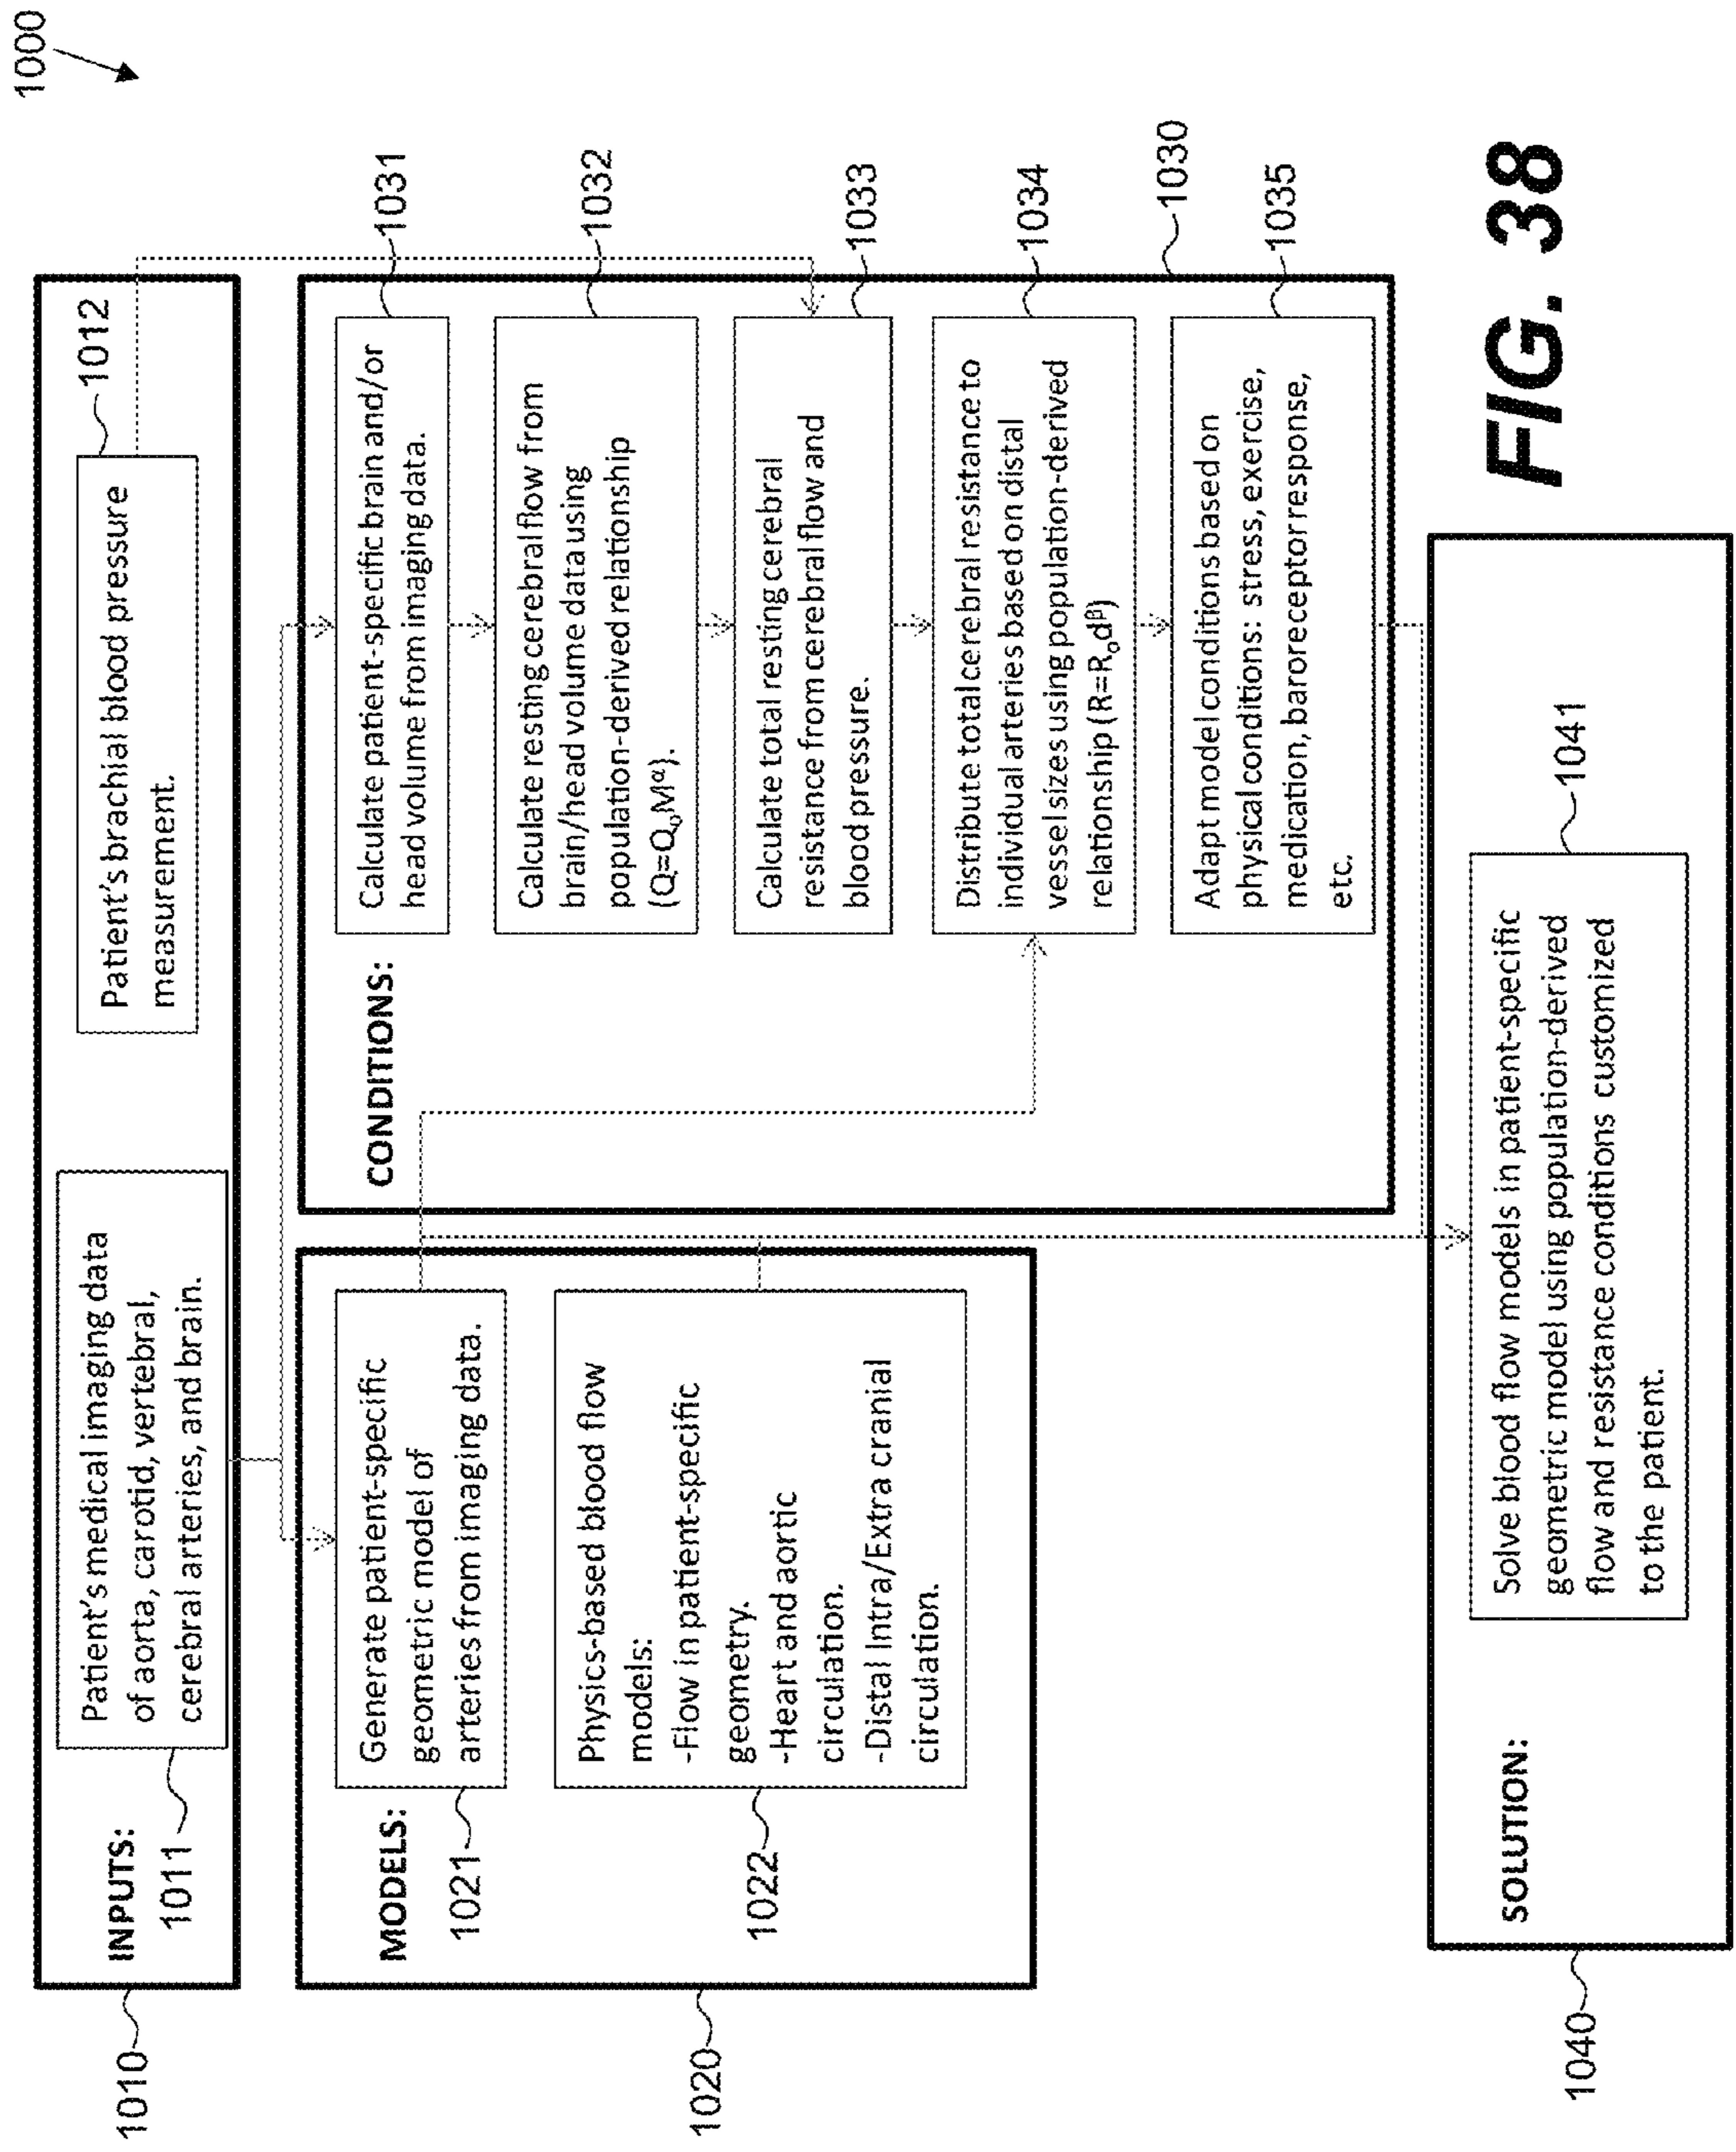 1000
1010
INPUTS:
1011
Patient's medical imaging data
of aorta, carotid, vertebral,
cerebral arteries, and brain.
1012
Patient's brachial blood pressure
measurement.
1020
MODELS:
1021
Generate patient-specific
geometric model of
arteries from imaging data.
1022
Physics-based blood flow
models:
-Flow in patient-specific
geometry.
-Heart and aortic
circulation.
-Distal Intra/Extra cranial
circulation.
CONDITIONS:
1031
Calculate patient-specific brain and/or
head volume from imaging data.
1032
Calculate resting cerebral flow from
brain/head volume data using
population-derived relationship
(Q=QₒMᵅ).
1033
Calculate total resting cerebral
resistance from cerebral flow and
blood pressure.
1034
Distribute total cerebral resistance to
individual arteries based on distal
vessel sizes using population-derived
relationship (R=Rₒdᵝ)
1030
1035
Adapt model conditions based on
physical conditions: stress, exercise,
medication, baroreceptor response,
etc.
1040
SOLUTION:
1041
Solve blood flow models in patient-specific
geometric model using population-derived
flow and resistance conditions customized
to the patient.
FIG. 38